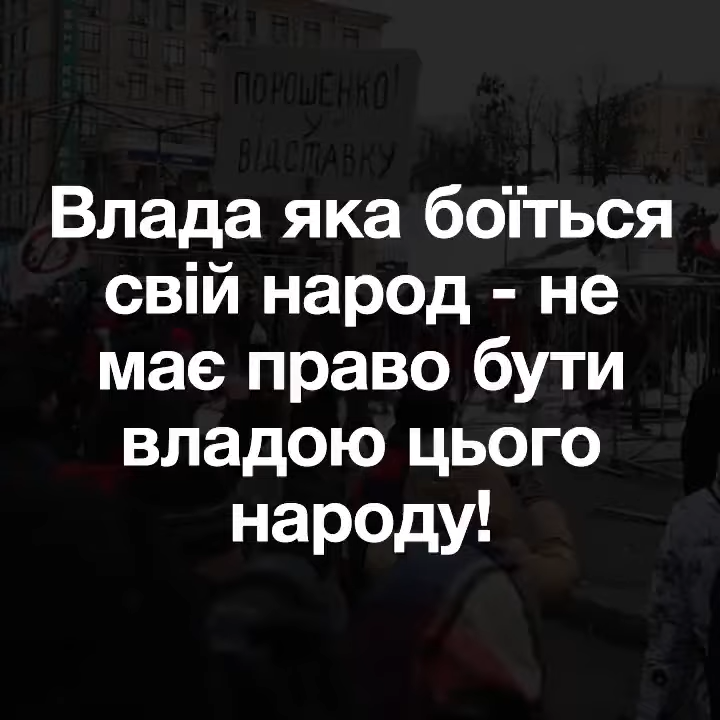 ПОРОШЕНКО!
У
ВІДСТАВКУ
Влада яка боїться
свій народ - не
має право бути
владою цього
народу!